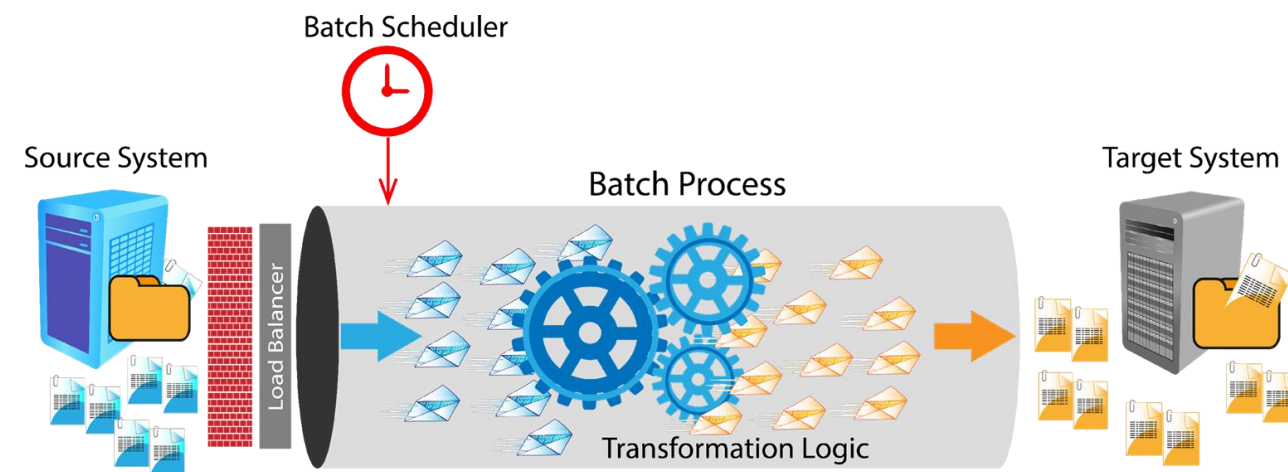 Batch Scheduler
Source System
Target System
Batch Process
Load Balancer
Transformation Logic